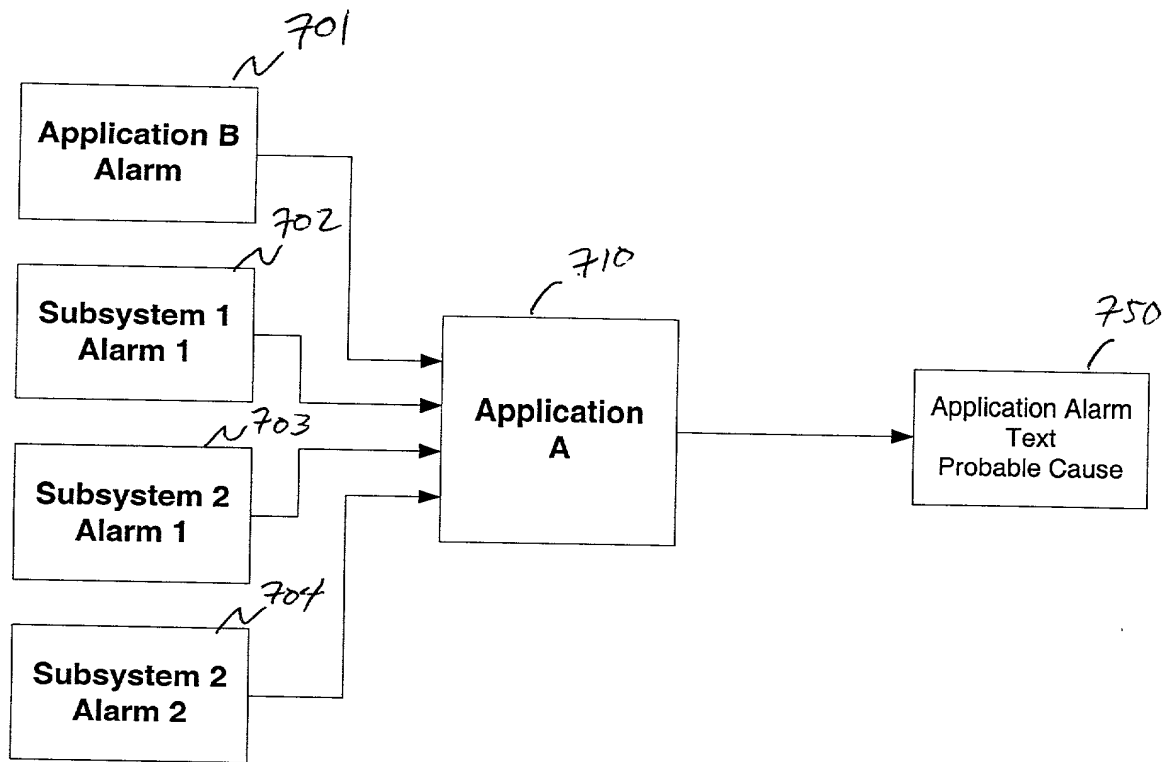 701
Application B
Alarm
702
Subsystem 1
Alarm 1
703
Subsystem 2
Alarm 1
704
Subsystem 2
Alarm 2
710
Application
A
750
Application Alarm
Text
Probable Cause